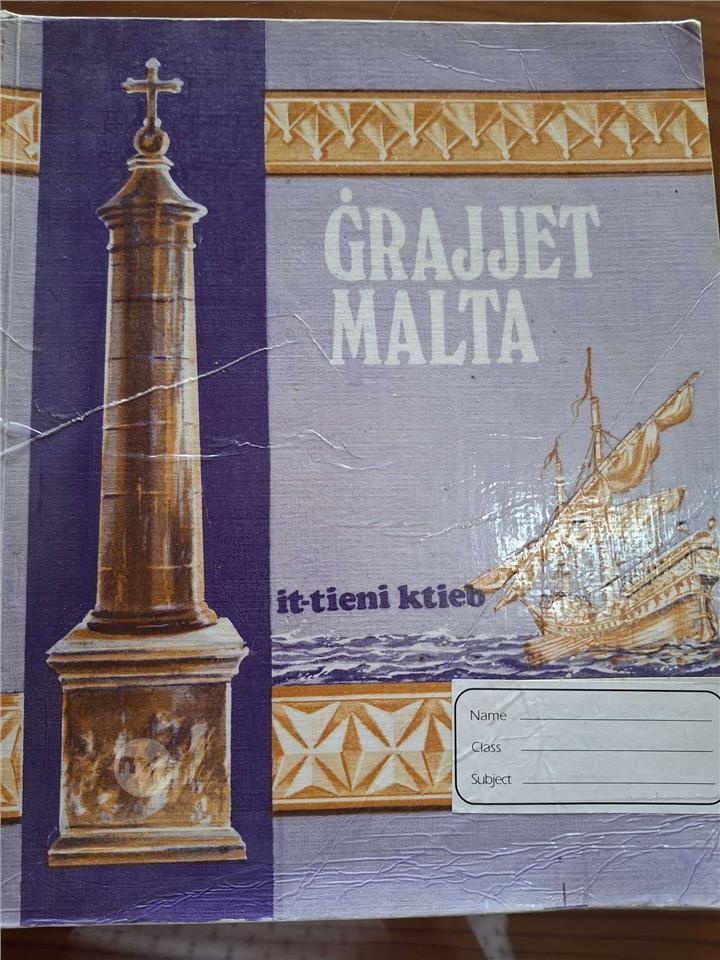 ĠRAJJET
MALTA
it-tieni ktieb
Name
Class
Subject